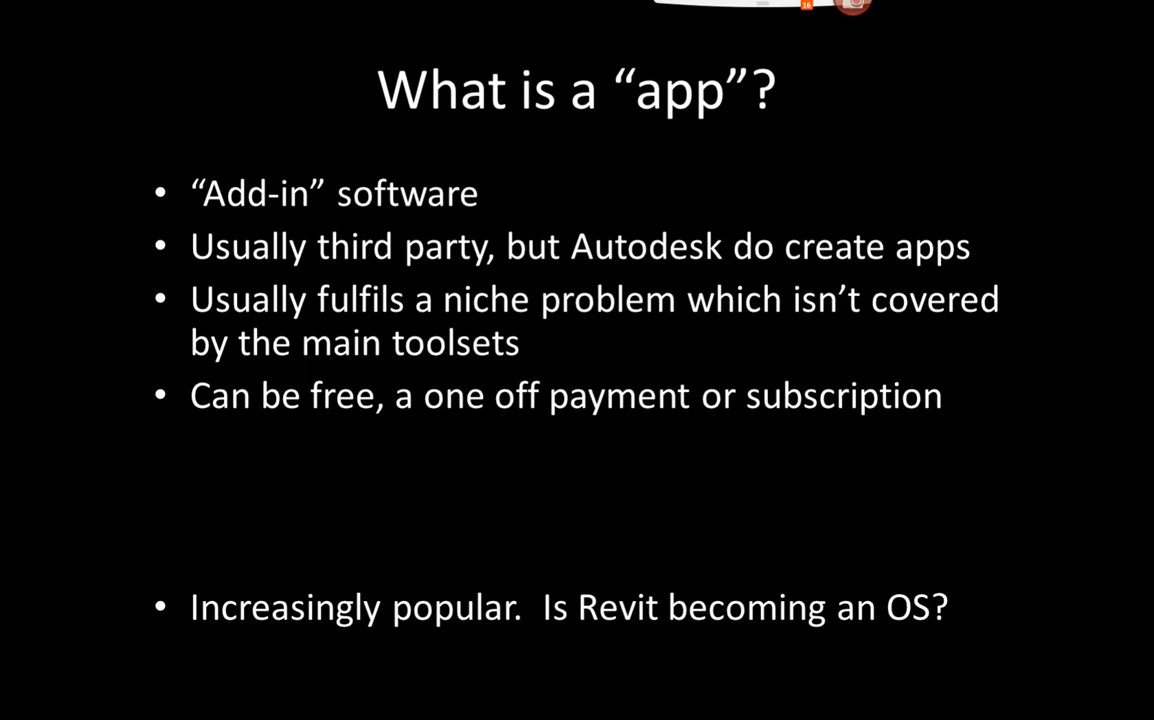 16
What is a “app”?
• “Add-in” software
• Usually third party, but Autodesk do create apps
• Usually fulfils a niche problem which isn’t covered
by the main toolsets
• Can be free, a one off payment or subscription
• Increasingly popular.  Is Revit becoming an OS?